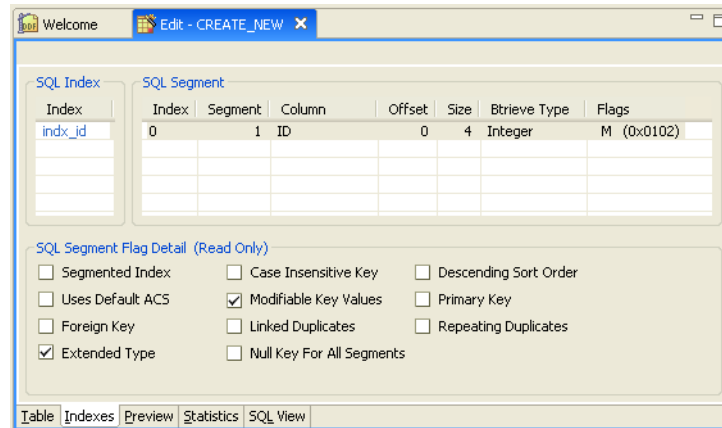 DDF Welcome Edit - CREATE_NEW
SQL Index SQL Segment
Index Index Segment Column Offset Size Btrieve Type Flags
indx_id 0 1 ID 0 4 Integer M (0x0102)
SQL Segment Flag Detail (Read Only)
Segmented Index Case Insensitive Key Descending Sort Order
Uses Default ACS Modifiable Key Values Primary Key
Foreign Key Linked Duplicates Repeating Duplicates
Extended Type Null Key For All Segments
Table Indexes Preview Statistics SQL View